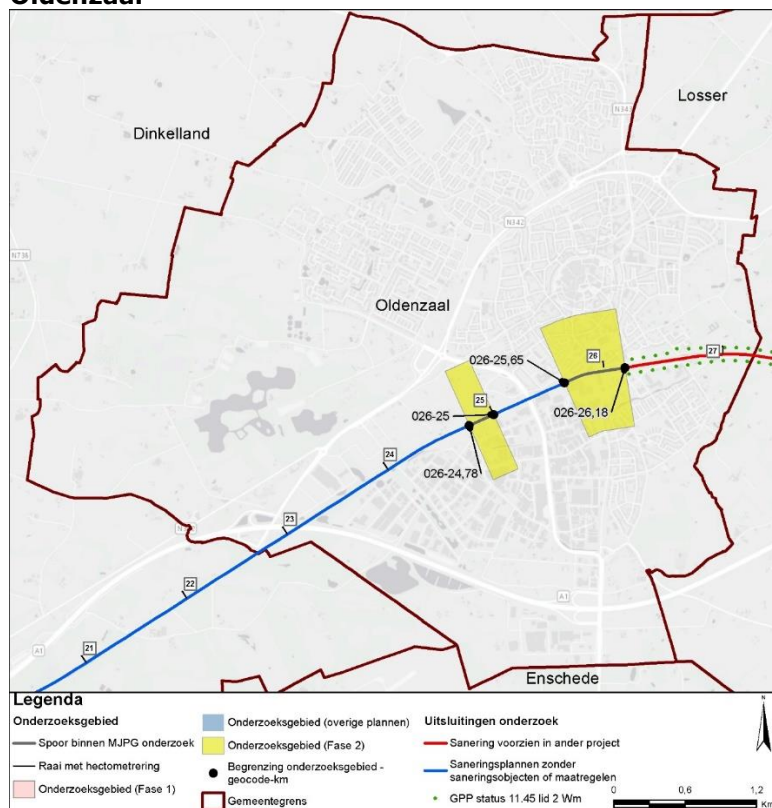 Oldenzaal
Losser
Dinkelland
N343
N342
N736
Oldenzaal
026-25,65
26
27
25
026-25
026-26,18
026-24,78
24
23
22
A1
21
A1
Enschede
Legenda
Onderzoeksgebied
Spoor binnen MJPG onderzoek
Raai met hectometrering
Onderzoeksgebied (Fase 1)
Onderzoeksgebied (overige plannen)
Onderzoeksgebied (Fase 2)
Begrenzing onderzoeksgebied -
geocode-km
Gemeentegrens
Uitsluitingen onderzoek
Sanering voorzien in ander project
Saneringsplannen zonder
saneringsobjecten of maatregelen
GPP status 11.45 lid 2 Wm
N
0 0,6 1,2
Km